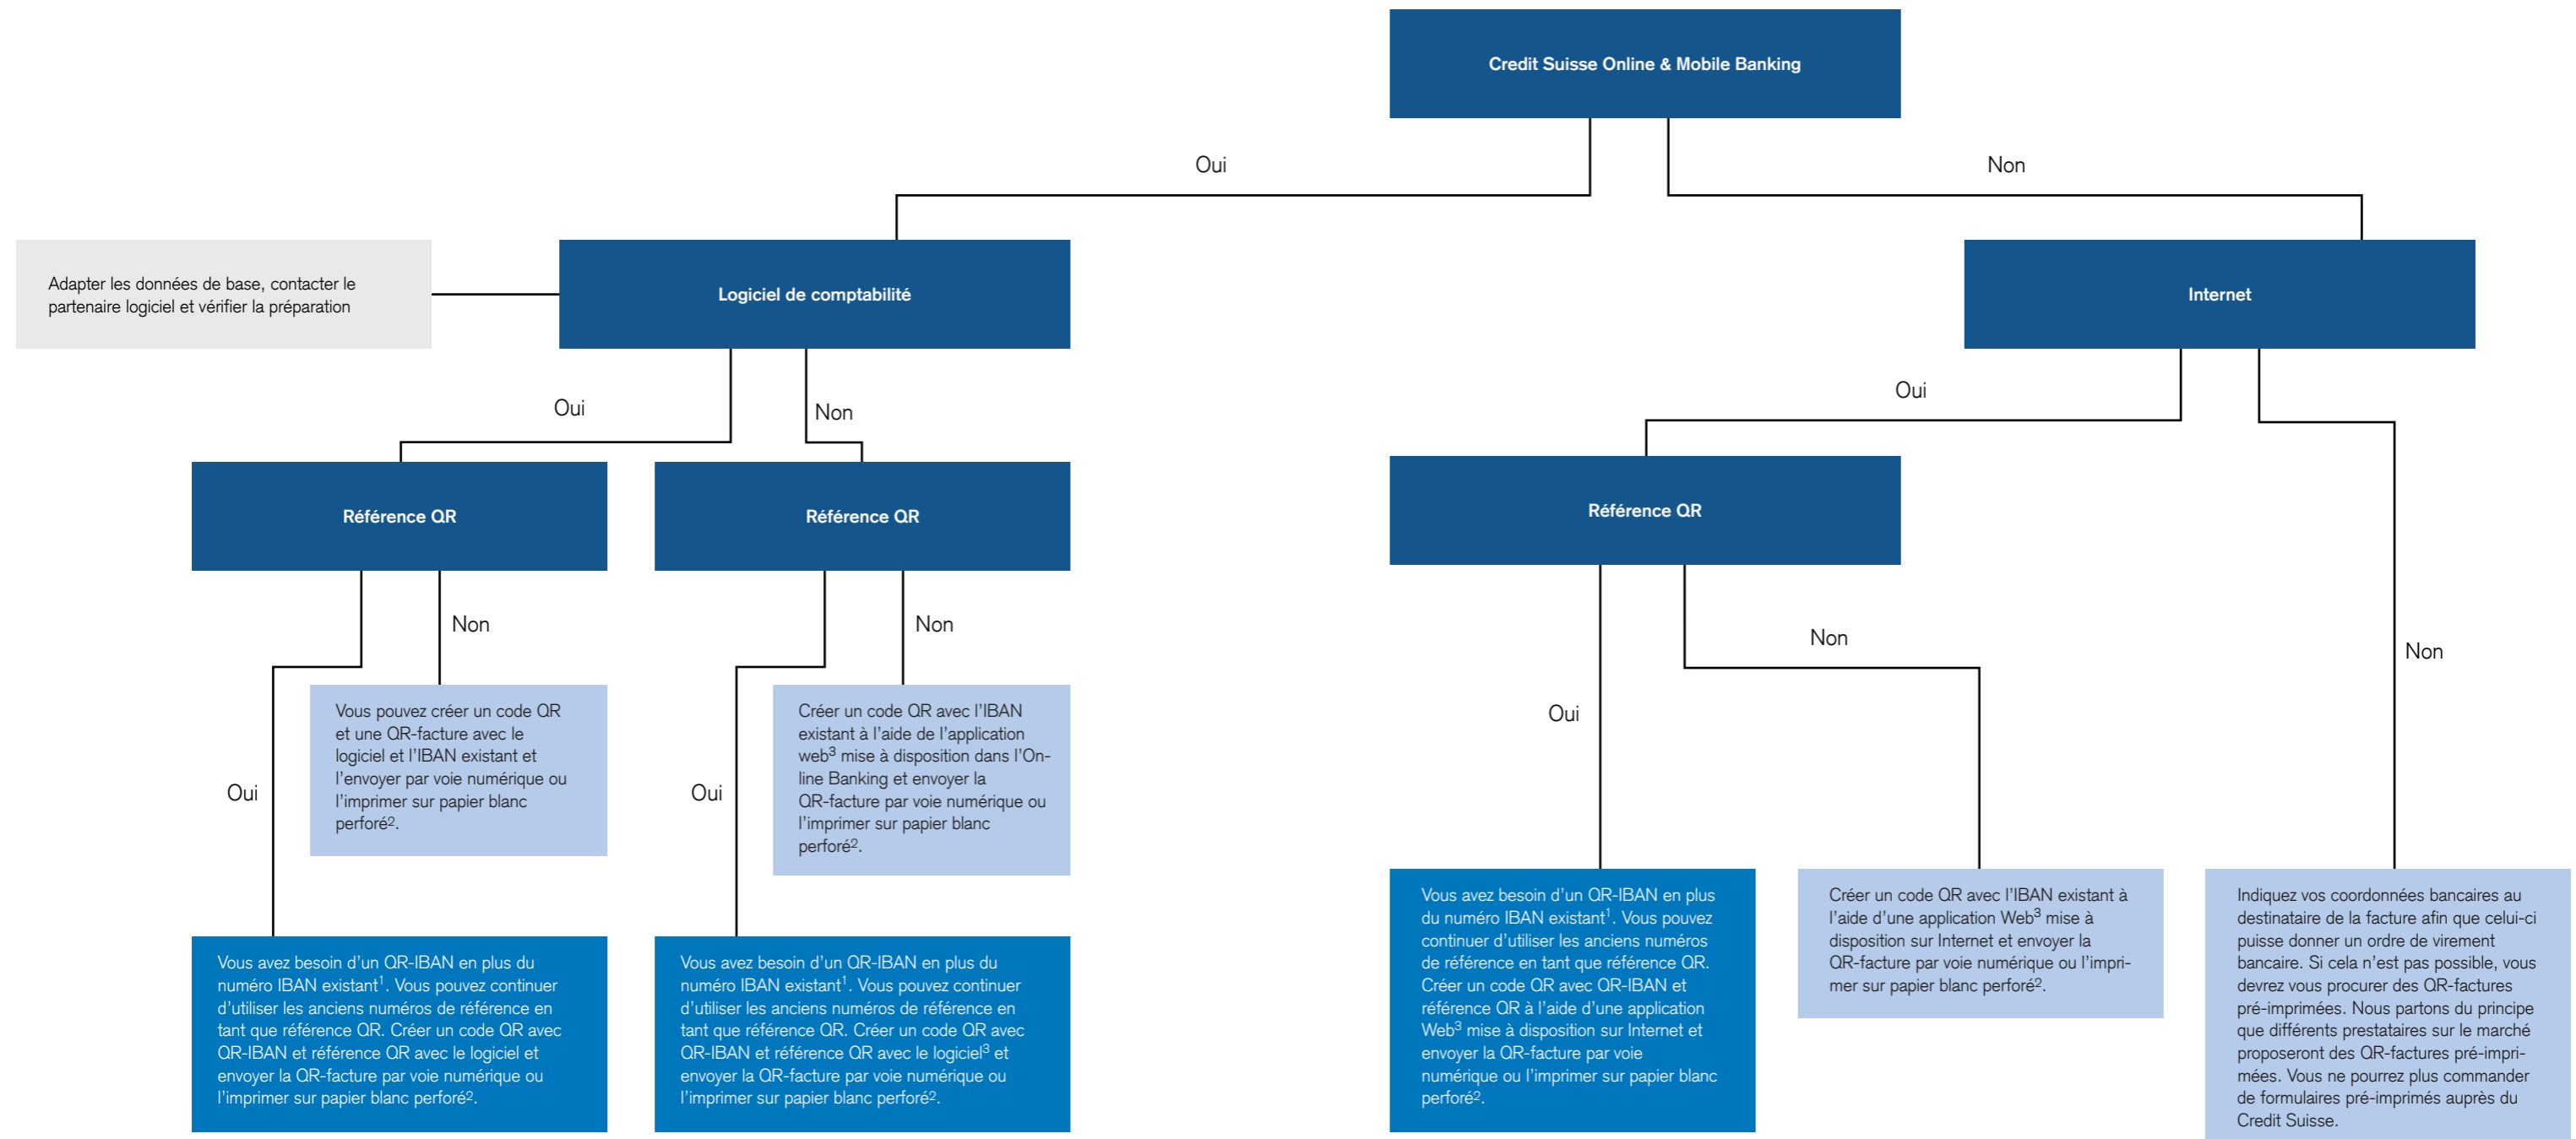 Credit Suisse Online & Mobile Banking
Oui
Non
Adapter les données de base, contacter le
partenaire logiciel et vérifier la préparation
Logiciel de comptabilité
Internet
Oui
Non
Oui
Non
Référence QR
Référence QR
Référence QR
Non
Oui
Non
Oui
Non
Oui
Vous pouvez créer un code QR
et une QR-facture avec le
logiciel et l'IBAN existant et
l'envoyer par voie numérique ou
l'imprimer sur papier blanc
perforé².
Créer un code QR avec l'IBAN
existant à l'aide de l'application
web³ mise à disposition dans l'On-
line Banking et envoyer la
QR-facture par voie numérique ou
l'imprimer sur papier blanc
perforé².
Vous avez besoin d'un QR-IBAN en plus du
numéro IBAN existant¹. Vous pouvez continuer
d'utiliser les anciens numéros de référence en
tant que référence QR. Créer un code QR avec
QR-IBAN et référence QR avec le logiciel et
envoyer la QR-facture par voie numérique ou
l'imprimer sur papier blanc perforé².
Vous avez besoin d'un QR-IBAN en plus du
numéro IBAN existant¹. Vous pouvez continuer
d'utiliser les anciens numéros de référence en
tant que référence QR. Créer un code QR avec
QR-IBAN et référence QR avec le logiciel³ et
envoyer la QR-facture par voie numérique ou
l'imprimer sur papier blanc perforé².
Vous avez besoin d'un QR-IBAN en plus
du numéro IBAN existant¹. Vous pouvez
continuer d'utiliser les anciens numéros
de référence en tant que référence QR.
Créer un code QR avec QR-IBAN et
référence QR à l'aide d'une application
Web³ mise à disposition sur Internet et
envoyer la QR-facture par voie
numérique ou l'imprimer sur papier blanc
perforé².
Créer un code QR avec l'IBAN existant à
l'aide d'une application Web³ mise à
disposition sur Internet et envoyer la
QR-facture par voie numérique ou l'impri-
mer sur papier blanc perforé².
Indiquez vos coordonnées bancaires au
destinataire de la facture afin que celui-ci
puisse donner un ordre de virement
bancaire. Si cela n'est pas possible, vous
devrez vous procurer des QR-factures
pré-imprimées. Nous partons du principe
que différents prestataires sur le marché
proposeront des QR-factures pré-impri-
mées. Vous ne pourrez plus commander
de formulaires pré-imprimés auprès du
Credit Suisse.